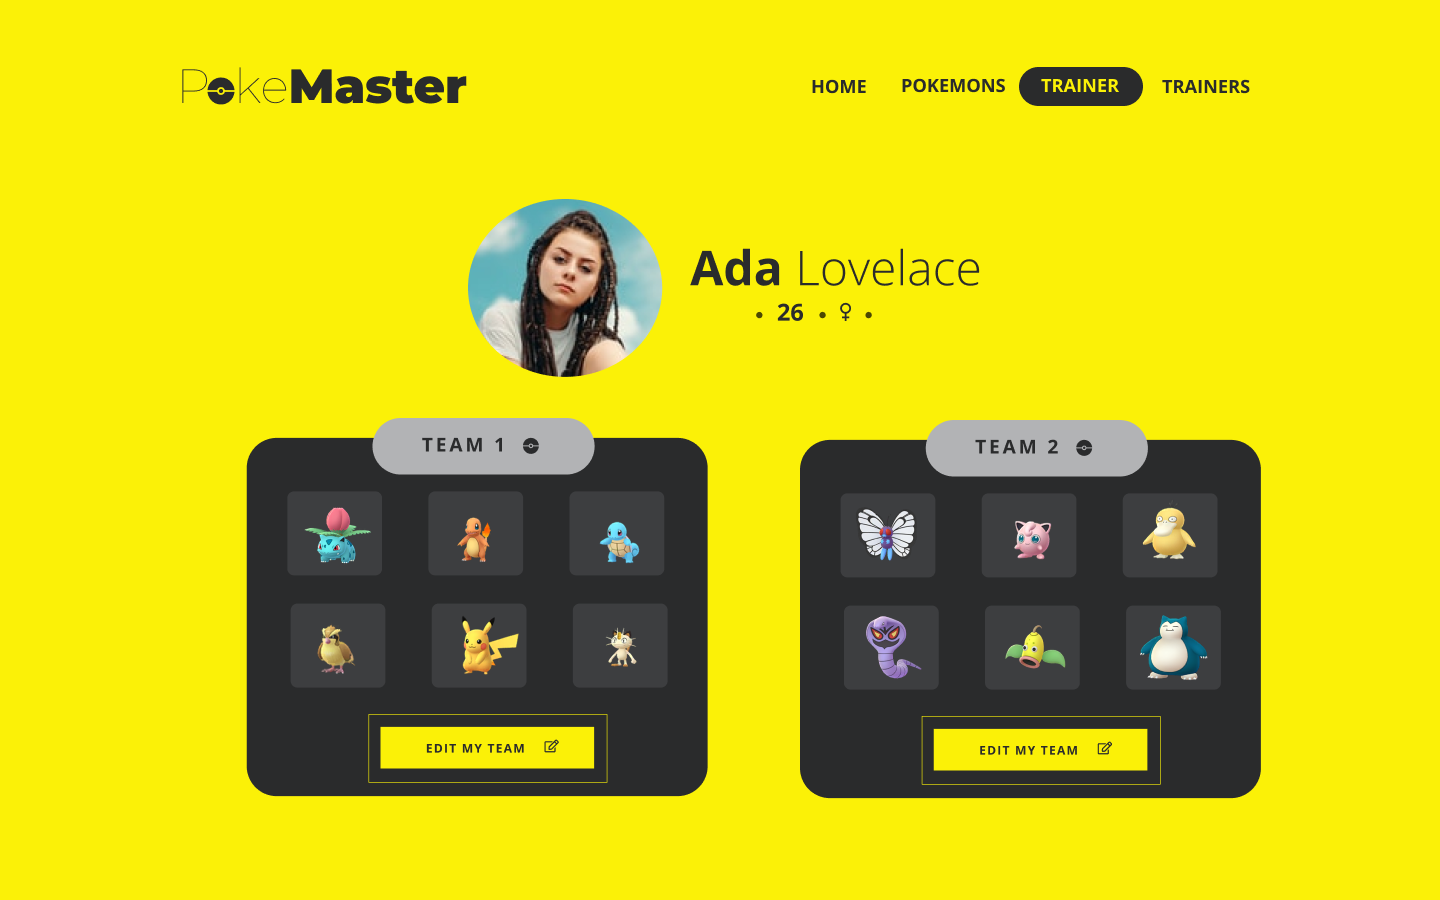 PokeMaster
HOME POKEMONS TRAINER TRAINERS
Ada Lovelace
• 26 • ♀ •
TEAM 1
TEAM 2
EDIT MY TEAM
EDIT MY TEAM